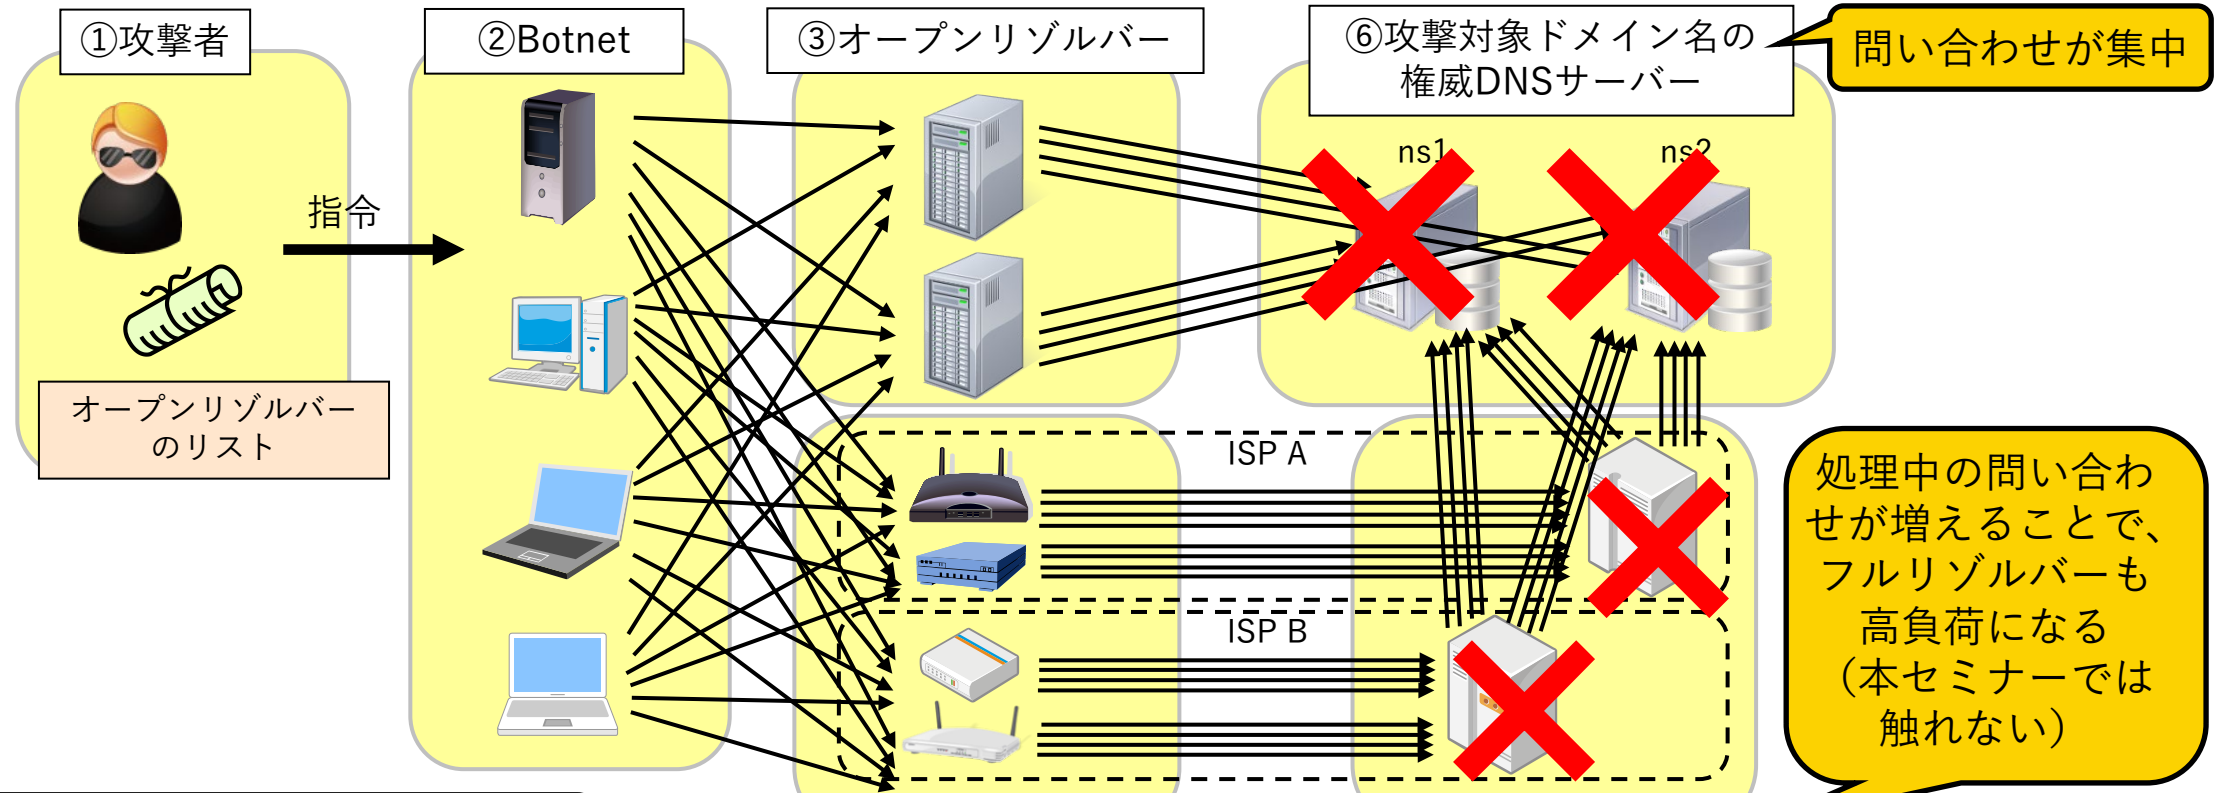 ①攻撃者
②Botnet
③オープンリゾルバー
⑥攻撃対象ドメイン名の
権威DNSサーバー
問い合わせが集中
指令
オープンリゾルバー
のリスト
ns1
ns2
ISP A
ISP B
処理中の問い合わ
せが増えることで、
フルリゾルバーも
高負荷になる
（本セミナーでは
触れない）